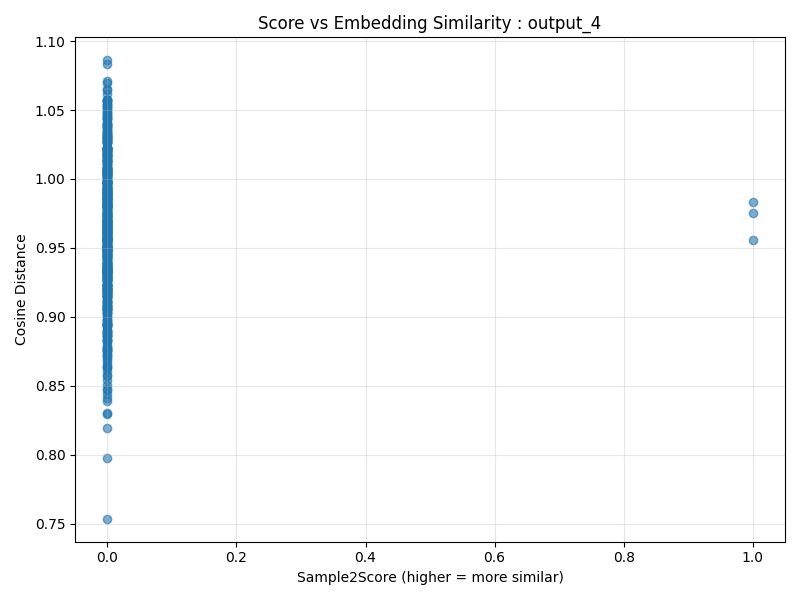 Score vs Embedding Similarity : output_4
Cosine Distance
1.10
1.05
1.00
0.95
0.90
0.85
0.80
0.75
0.0 0.2 0.4 0.6 0.8 1.0
Sample2Score (higher = more similar)